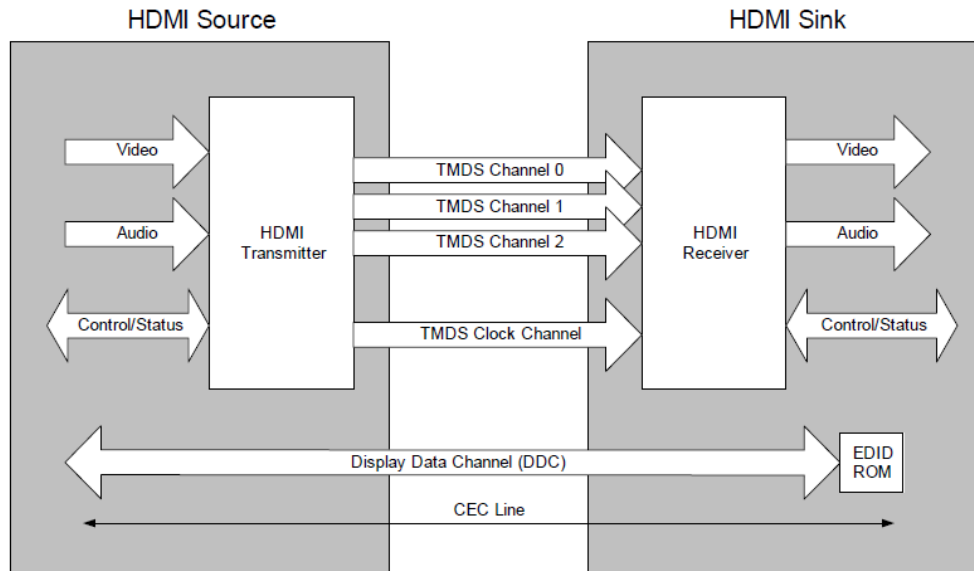 HDMI Source
HDMI Sink
Video
Audio
Control/Status
HDMI
Transmitter
TMDS Channel 0
TMDS Channel 1
TMDS Channel 2
TMDS Clock Channel
HDMI
Receiver
Video
Audio
Control/Status
Display Data Channel (DDC)
EDID
ROM
CEC Line